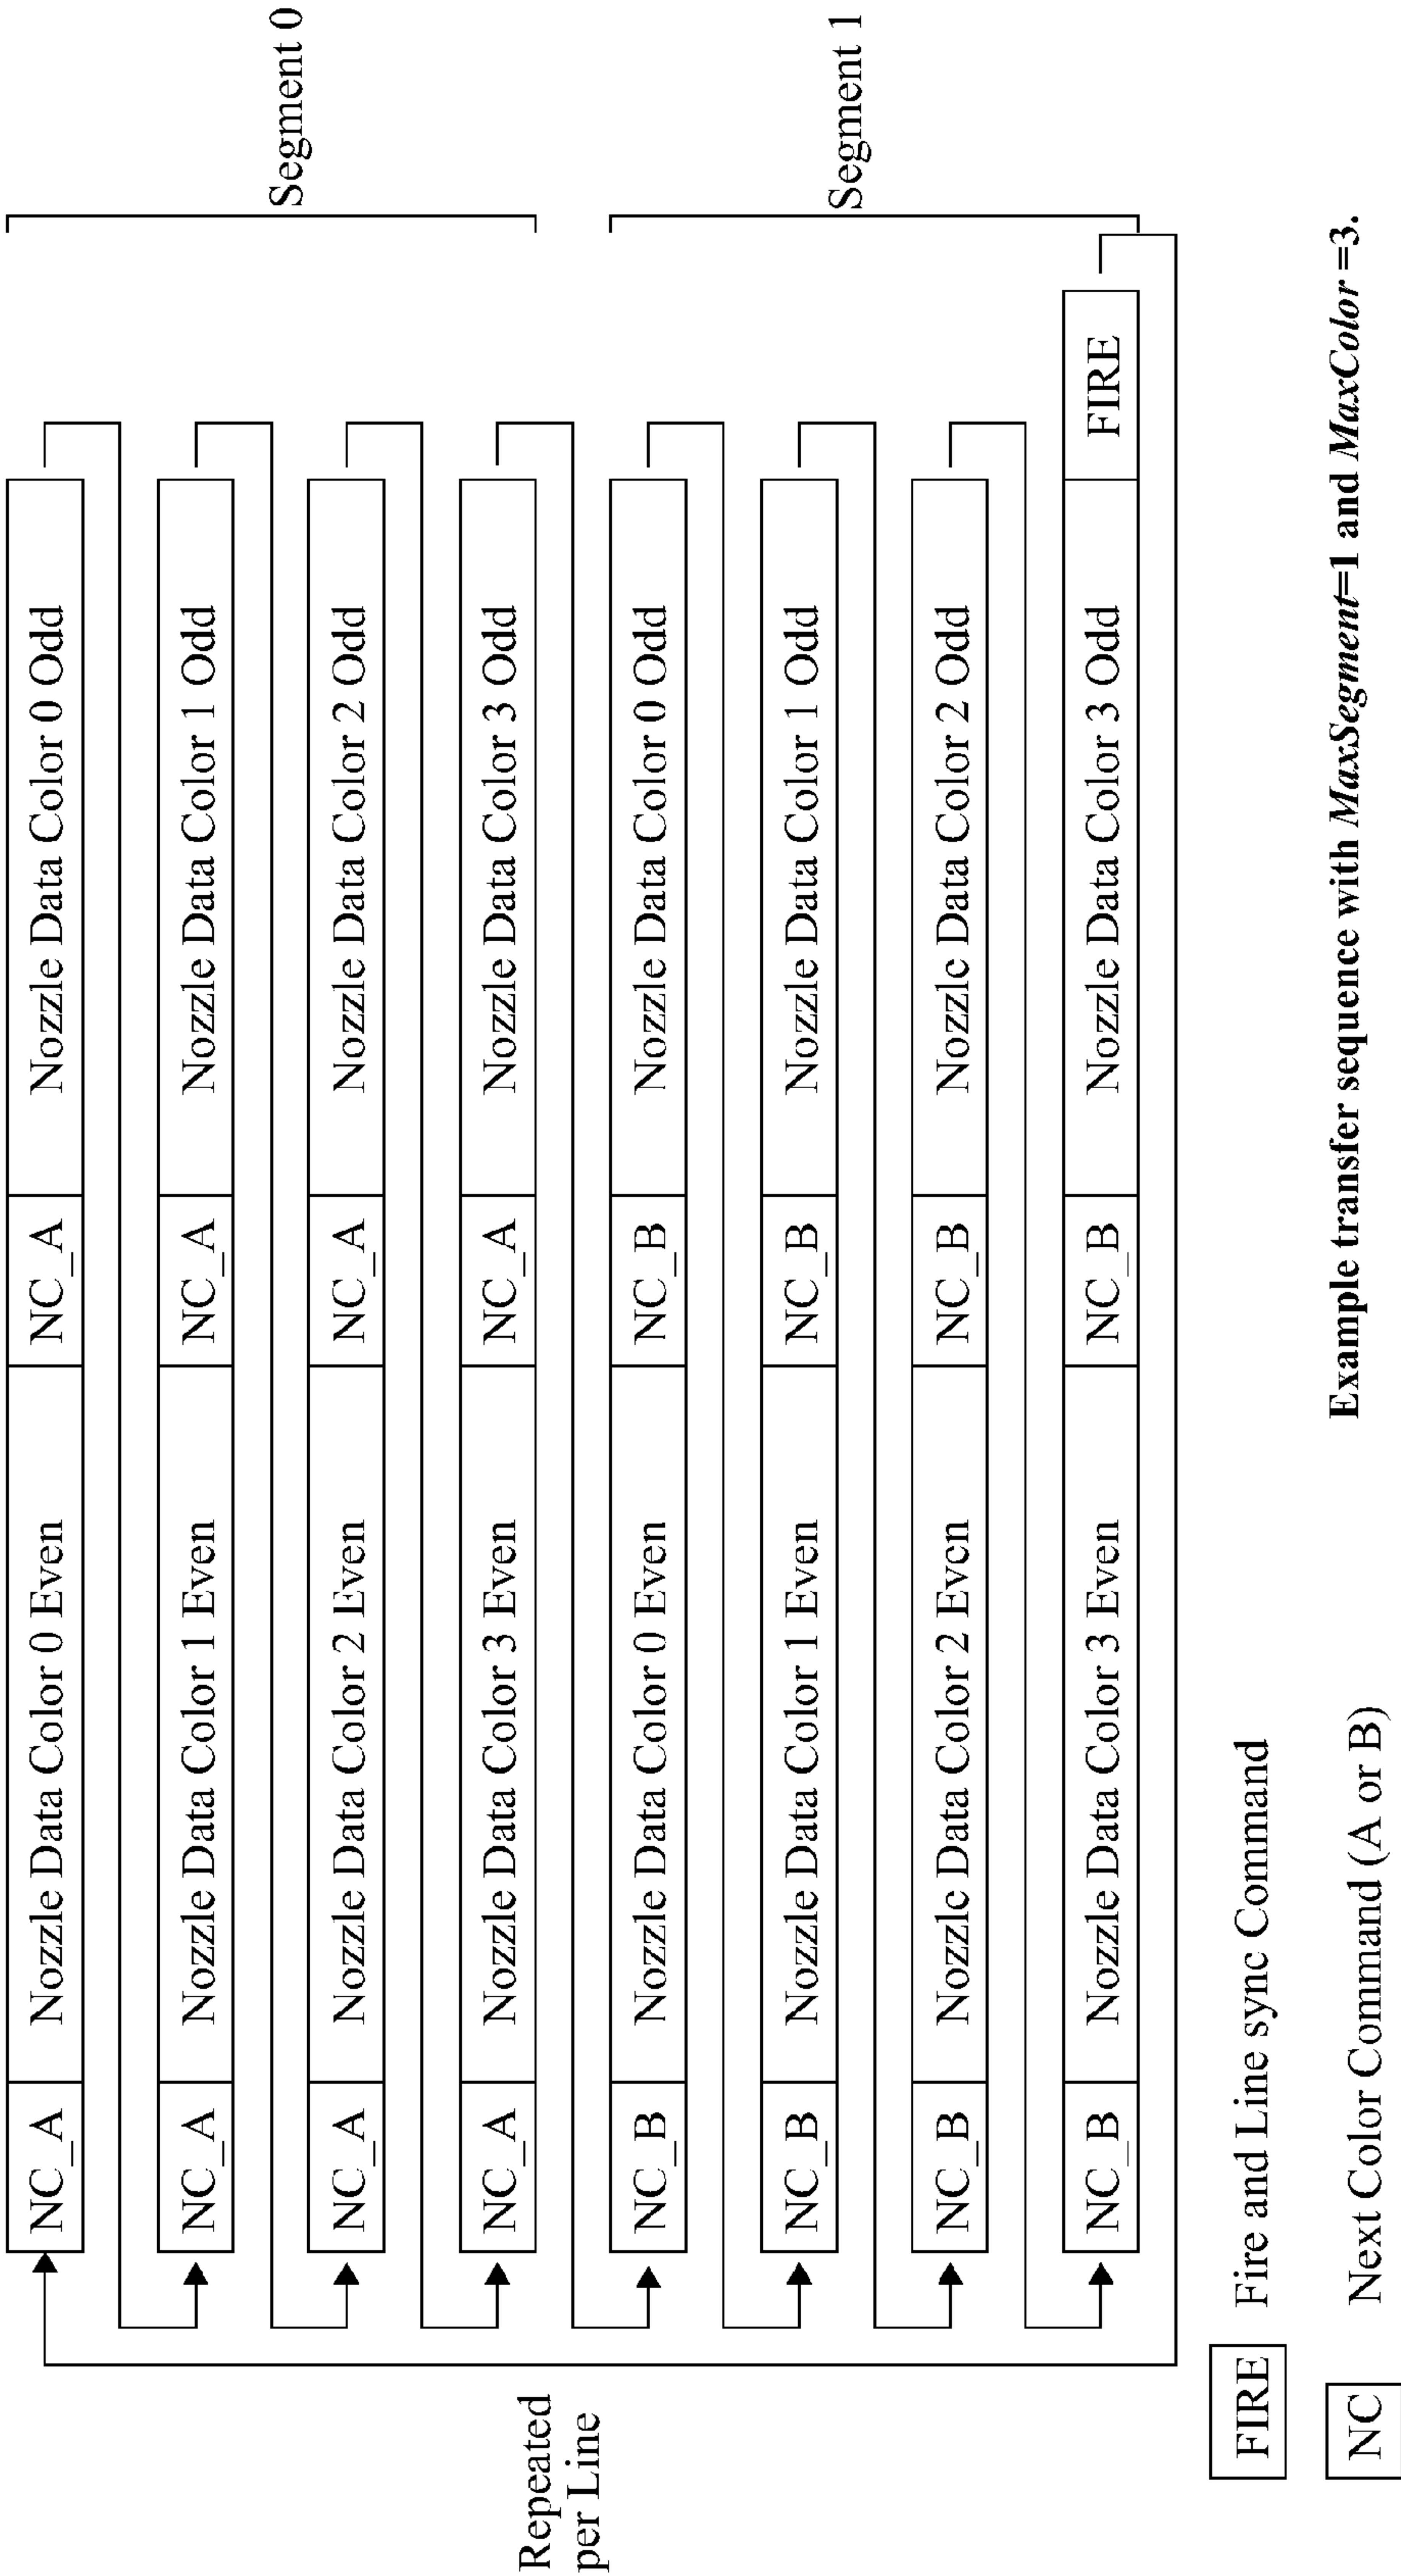 NC_A Nozzle Data Color 0 Even NC_A Nozzle Data Color 0 Odd
NC_A Nozzle Data Color 1 Even NC_A Nozzle Data Color 1 Odd
NC_A Nozzle Data Color 2 Even NC_A Nozzle Data Color 2 Odd
NC_A Nozzle Data Color 3 Even NC_A Nozzle Data Color 3 Odd
Segment 0
NC_B Nozzle Data Color 0 Even NC_B Nozzle Data Color 0 Odd
NC_B Nozzle Data Color 1 Even NC_B Nozzle Data Color 1 Odd
NC_B Nozzle Data Color 2 Even NC_B Nozzle Data Color 2 Odd
NC_B Nozzle Data Color 3 Even NC_B Nozzle Data Color 3 Odd FIRE
Segment 1
Repeated
per Line
FIRE Fire and Line sync Command
NC Next Color Command (A or B)
Example transfer sequence with MaxSegment=1 and MaxColor =3.